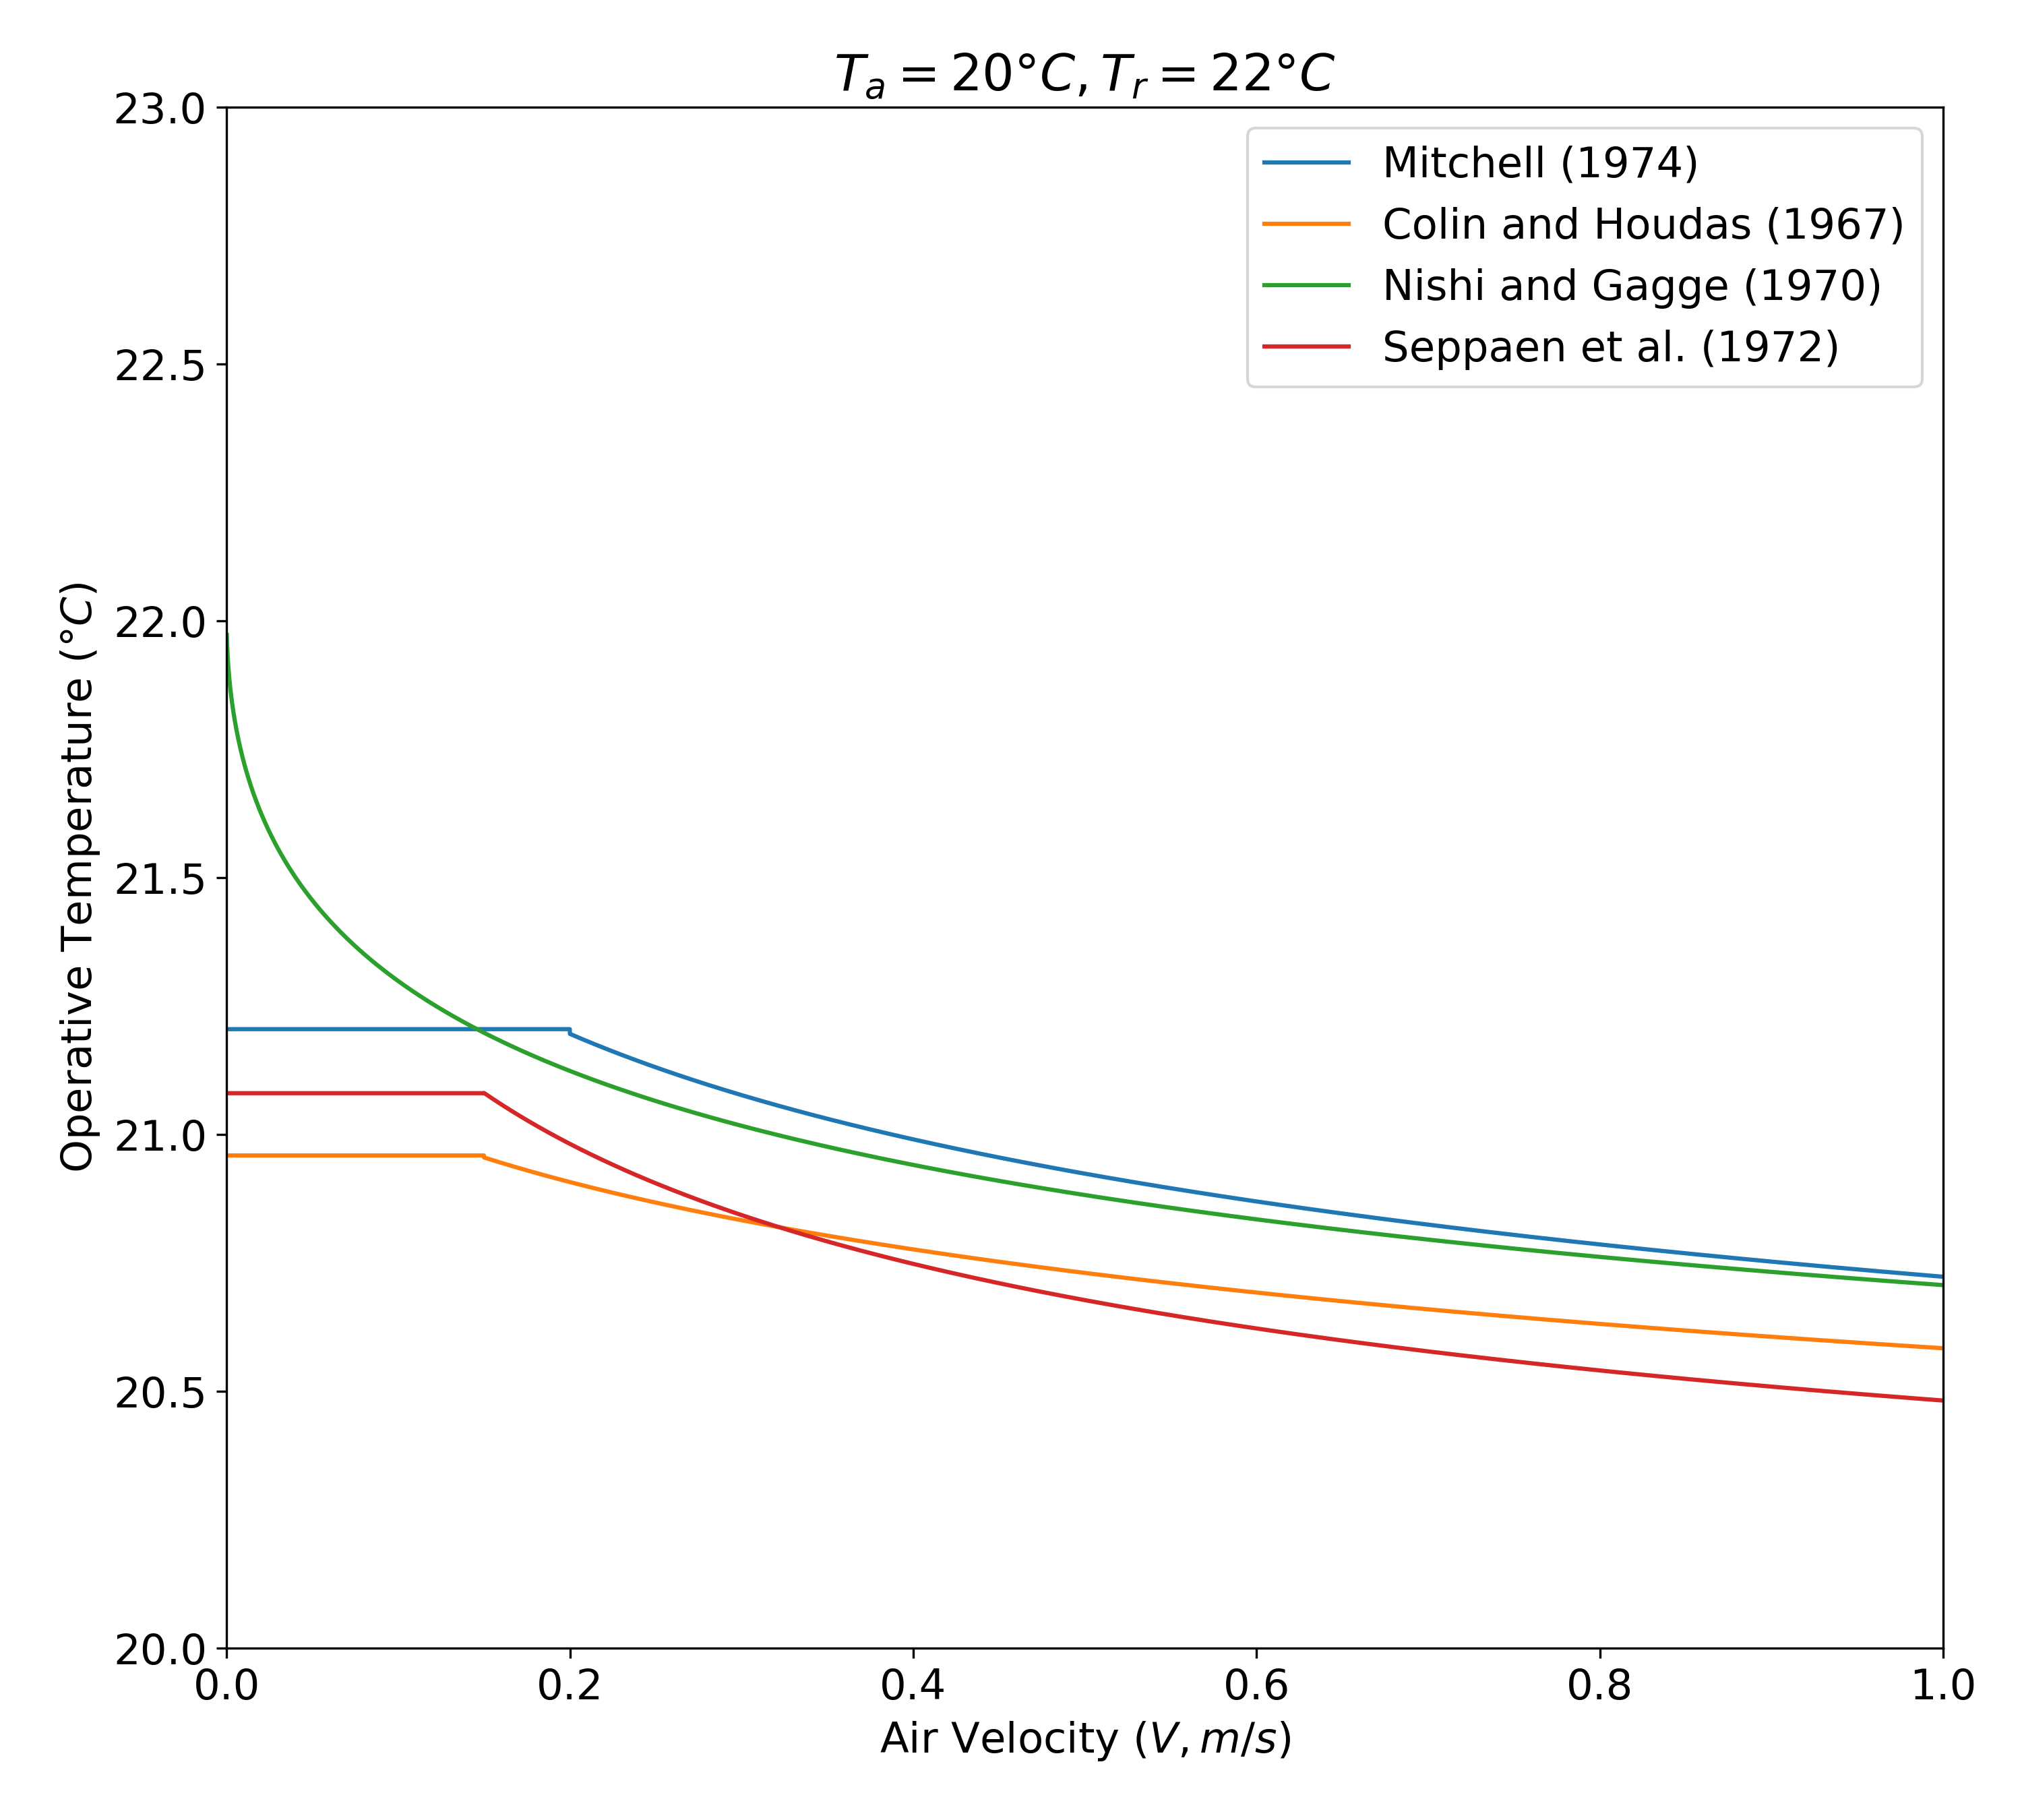 T_a = 20°C, T_r = 22°C
23.0
22.5
22.0
21.5
21.0
20.5
20.0
Operative Temperature (°C)
Mitchell (1974)
Colin and Houdas (1967)
Nishi and Gagge (1970)
Seppaen et al. (1972)
0.0 0.2 0.4 0.6 0.8 1.0
Air Velocity (V, m/s)